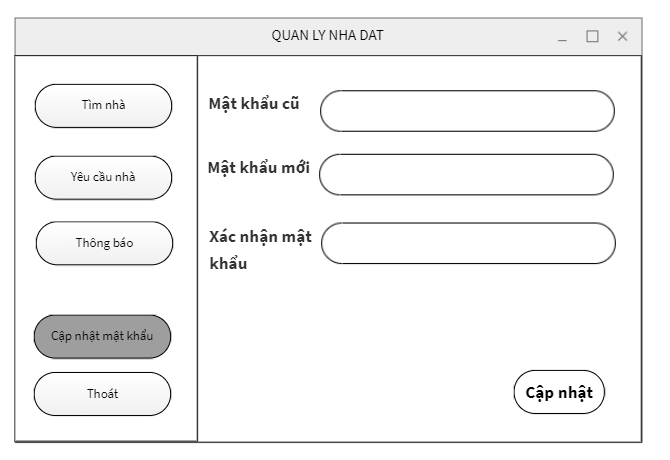 QUAN LY NHA DAT
Tìm nhà
Yêu cầu nhà
Thông báo
Cập nhật mật khẩu
Thoát
Mật khẩu cũ
Mật khẩu mới
Xác nhận mật
khẩu
Cập nhật